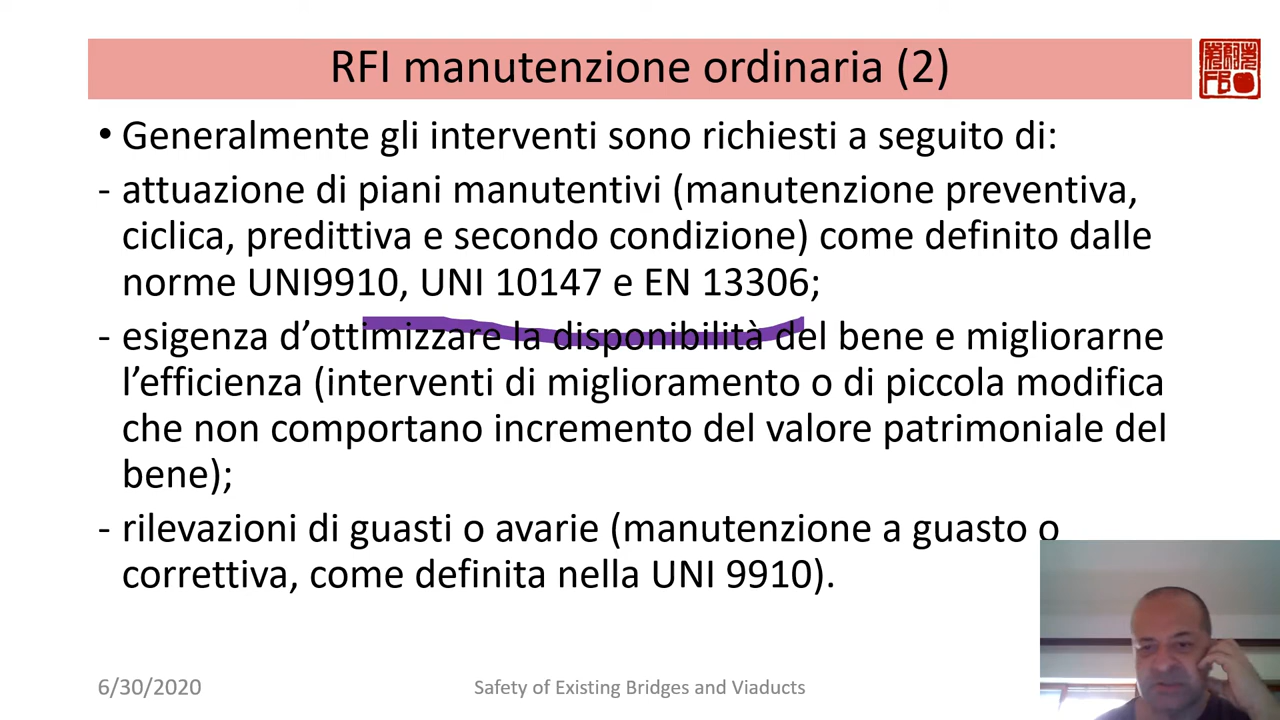 RFI manutenzione ordinaria (2)
• Generalmente gli interventi sono richiesti a seguito di:
- attuazione di piani manutentivi (manutenzione preventiva,
ciclica, predittiva e secondo condizione) come definito dalle
norme UNI9910, UNI 10147 e EN 13306;
- esigenza d’ottimizzare la disponibilità del bene e migliorarne
l’efficienza (interventi di miglioramento o di piccola modifica
che non comportano incremento del valore patrimoniale del
bene);
- rilevazioni di guasti o avarie (manutenzione a guasto o
correttiva, come definita nella UNI 9910).
6/30/2020
Safety of Existing Bridges and Viaducts